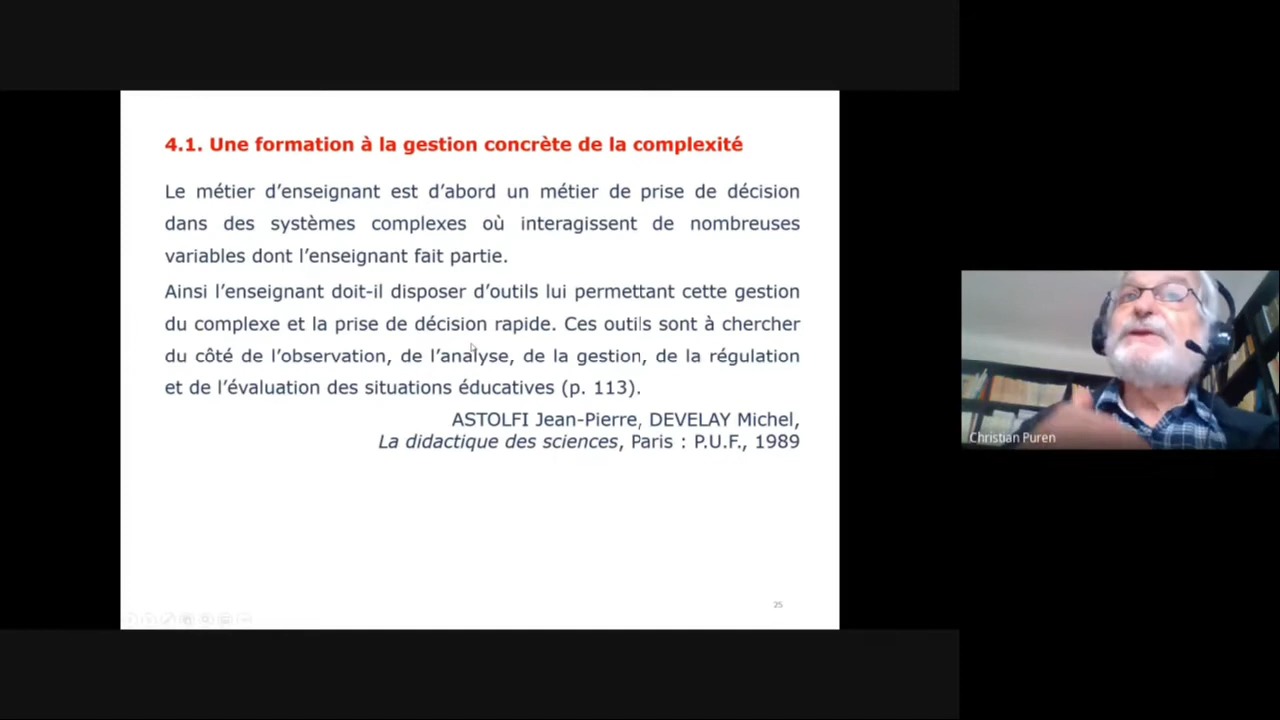 4.1. Une formation à la gestion concrète de la complexité
Le métier d’enseignant est d’abord un métier de prise de décision
dans des systèmes complexes où interagissent de nombreuses
variables dont l’enseignant fait partie.
Ainsi l’enseignant doit-il disposer d’outils lui permettant cette gestion
du complexe et la prise de décision rapide. Ces outils sont à chercher
du côté de l’observation, de l’analyse, de la gestion, de la régulation
et de l’évaluation des situations éducatives (p. 113).
ASTOLFI Jean-Pierre, DEVELAY Michel,
La didactique des sciences, Paris : P.U.F., 1989
25
Christian Puren